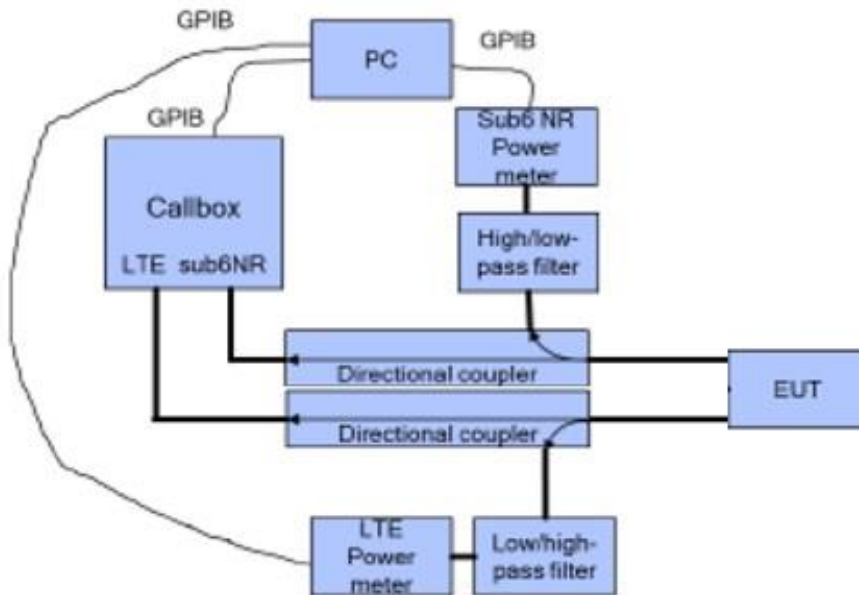 GPIB
PC
GPIB
GPIB
Sub6 NR
Power
meter
Callbox
LTE sub6NR
High/low-
pass filter
Directional coupler
EUT
Directional coupler
LTE
Power
meter
Low/high-
pass filter